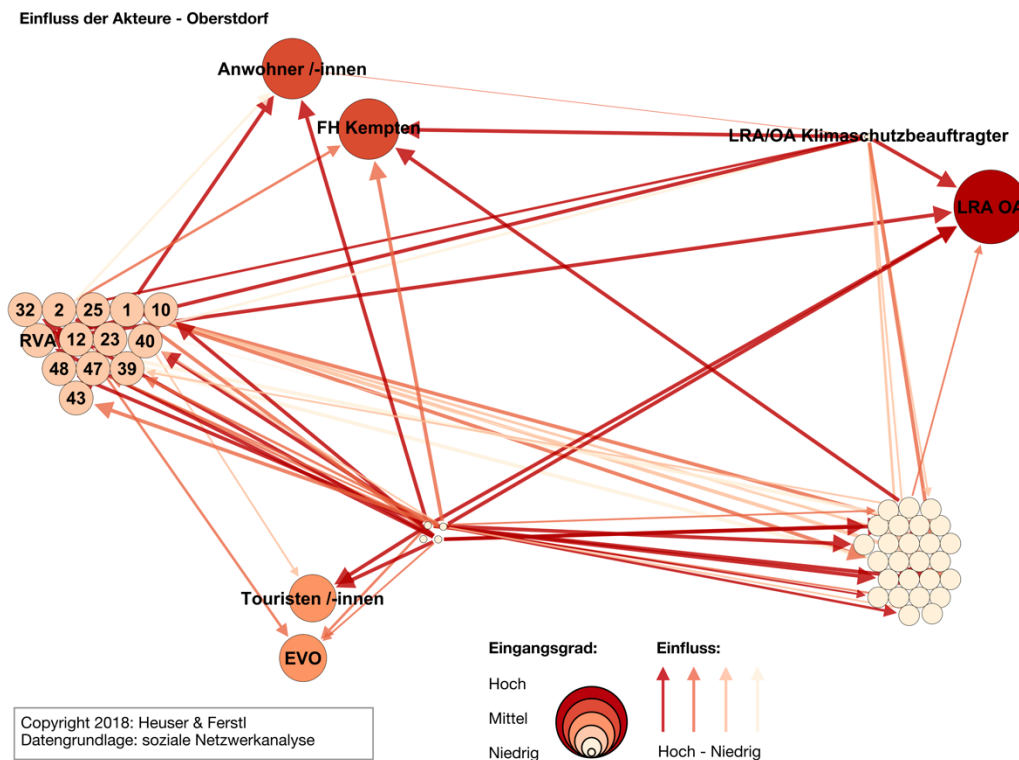 Einfluss der Akteure - Oberstdorf
Anwohner /-innen
FH Kempten
LRA/OA Klimaschutzbeauftragter
LRA OA
32 2 25 1 10
RVA 12 23 40
48 47 39
43
Touristen /-innen
EVO
Eingangsgrad:
Hoch
Mittel
Niedrig
Einfluss:
Hoch - Niedrig
Copyright 2018: Heuser & Ferstl
Datengrundlage: soziale Netzwerkanalyse